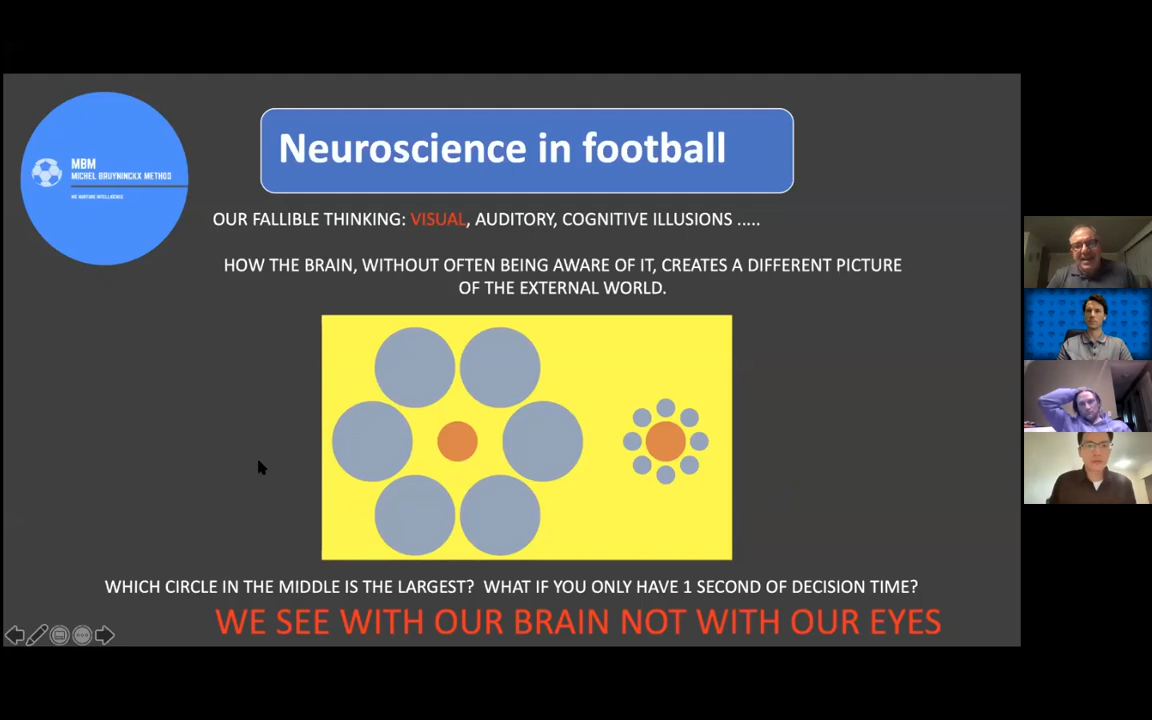 Neuroscience in football
MBM
MICHEL BRUYNINCKX METHOD
WE NURTURE INTELLIGENCE
OUR FALLIBLE THINKING: VISUAL, AUDITORY, COGNITIVE ILLUSIONS .....
HOW THE BRAIN, WITHOUT OFTEN BEING AWARE OF IT, CREATES A DIFFERENT PICTURE
OF THE EXTERNAL WORLD.
WHICH CIRCLE IN THE MIDDLE IS THE LARGEST? WHAT IF YOU ONLY HAVE 1 SECOND OF DECISION TIME?
WE SEE WITH OUR BRAIN NOT WITH OUR EYES